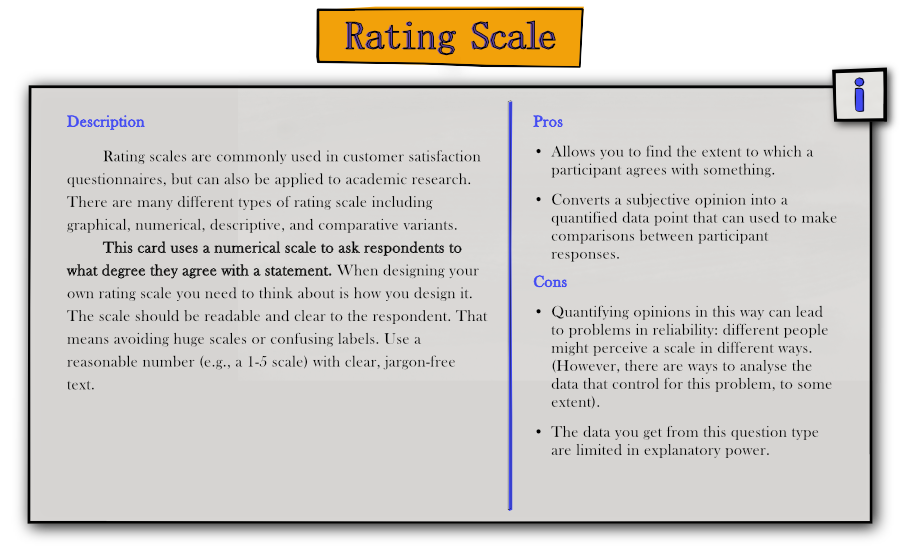 Rating Scale
i
Description
Rating scales are commonly used in customer satisfaction
questionnaires, but can also be applied to academic research.
There are many different types of rating scale including
graphical, numerical, descriptive, and comparative variants.
This card uses a numerical scale to ask respondents to
what degree they agree with a statement. When designing your
own rating scale you need to think about is how you design it.
The scale should be readable and clear to the respondent. That
means avoiding huge scales or confusing labels. Use a
reasonable number (e.g., a 1-5 scale) with clear, jargon-free
text.
Pros
• Allows you to find the extent to which a
participant agrees with something.
• Converts a subjective opinion into a
quantified data point that can used to make
comparisons between participant
responses.
Cons
• Quantifying opinions in this way can lead
to problems in reliability: different people
might perceive a scale in different ways.
(However, there are ways to analyse the
data that control for this problem, to some
extent).
• The data you get from this question type
are limited in explanatory power.